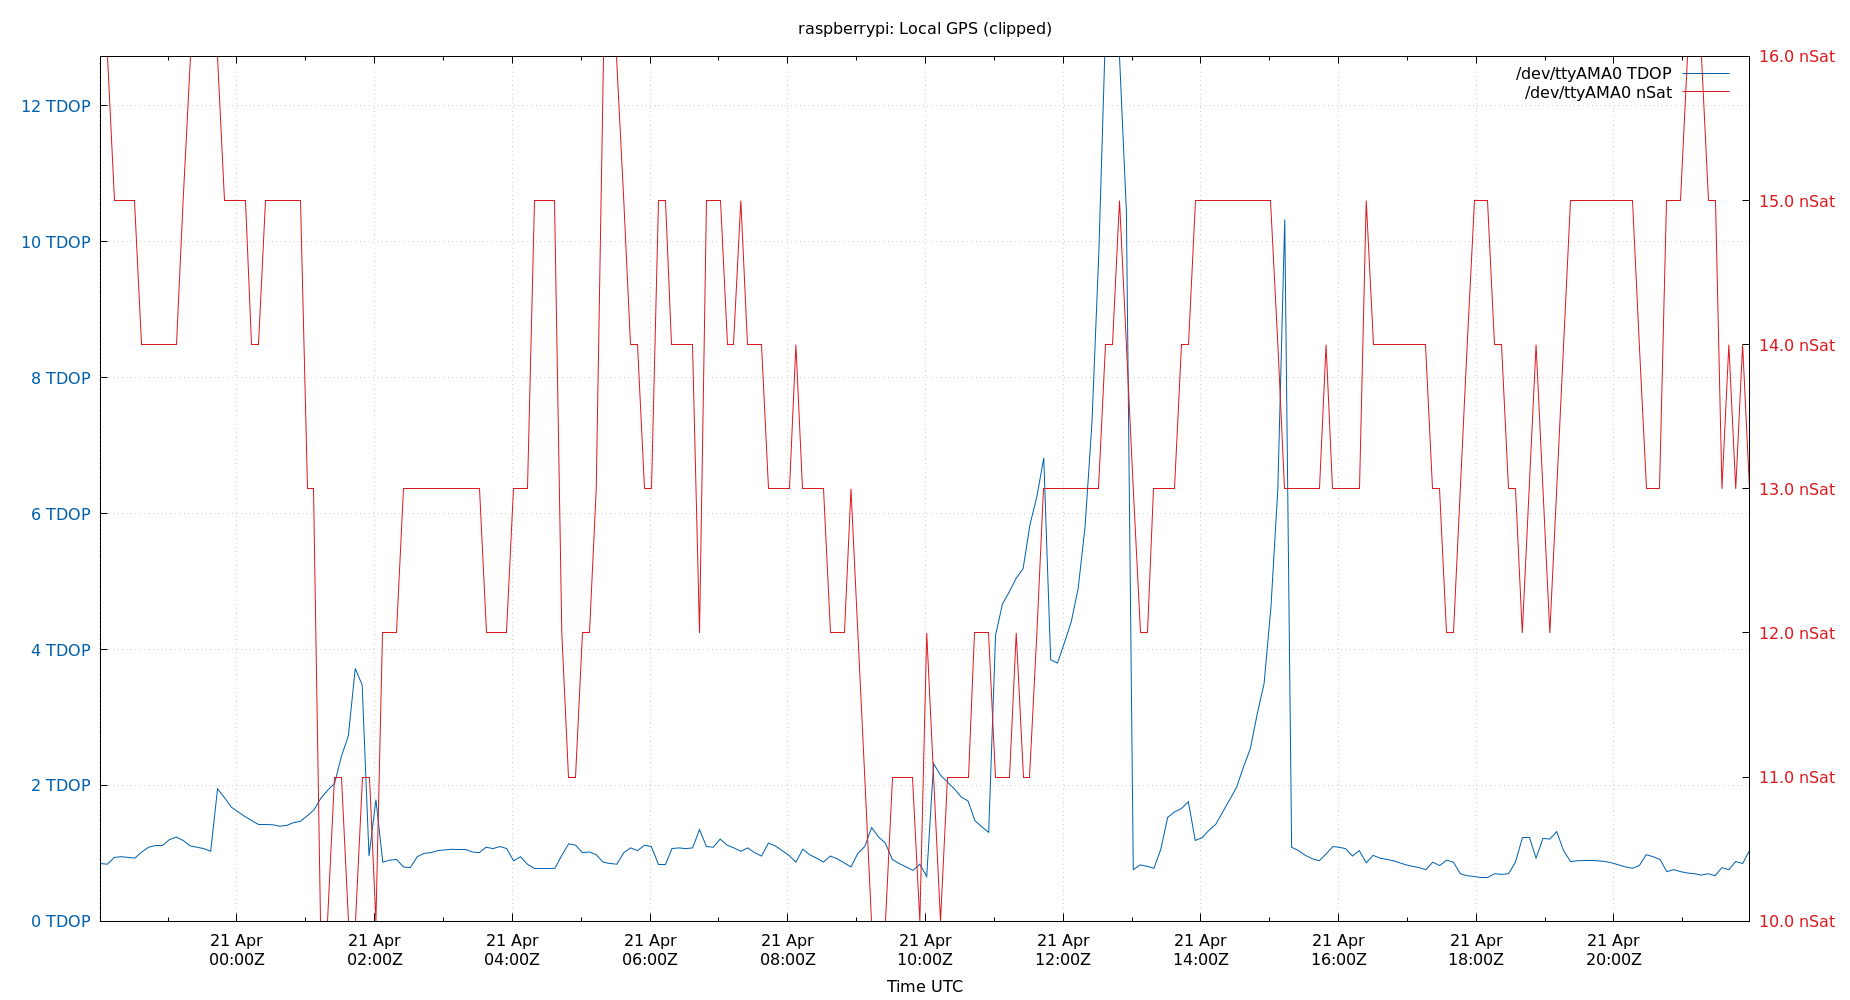 raspberrypi: Local GPS (clipped)
16.0 nSat
/dev/ttyAMA0 TDOP
/dev/ttyAMA0 nSat
12 TDOP
15.0 nSat
10 TDOP
14.0 nSat
8 TDOP
13.0 nSat
6 TDOP
12.0 nSat
4 TDOP
11.0 nSat
2 TDOP
0 TDOP
10.0 nSat
21 Apr 21 Apr 21 Apr 21 Apr 21 Apr 21 Apr 21 Apr 21 Apr 21 Apr 21 Apr 21 Apr
00:00Z 02:00Z 04:00Z 06:00Z 08:00Z 10:00Z 12:00Z 14:00Z 16:00Z 18:00Z 20:00Z
Time UTC